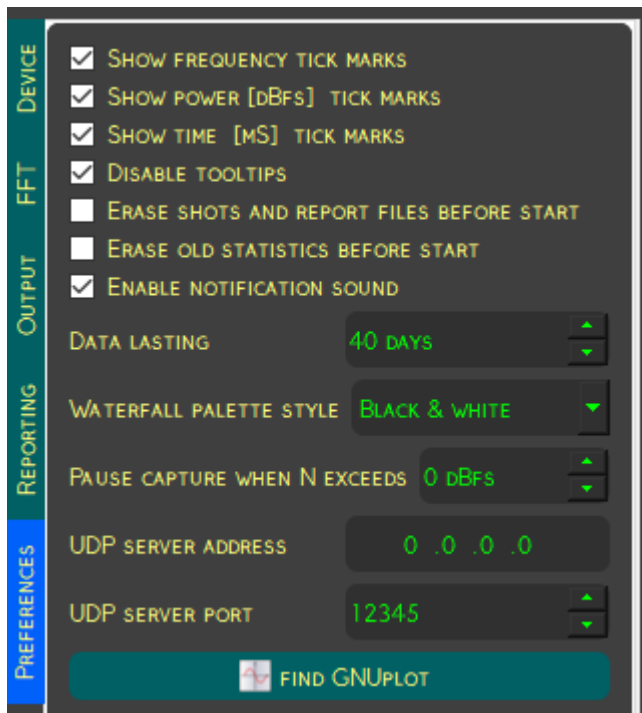 Device
FFT
Output
Reporting
Preferences
Show frequency tick marks
Show power [dBfs] tick marks
Show time [mS] tick marks
Disable tooltips
Erase shots and report files before start
Erase old statistics before start
Enable notification sound
Data lasting 40 days
Waterfall palette style Black & white
Pause capture when N exceeds 0 dBfs
UDP server address 0 .0 .0 .0
UDP server port 12345
find GNUplot